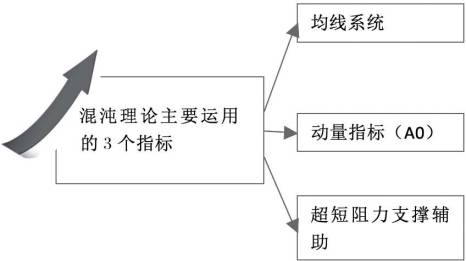 均线系统
混沌理论主要运用
的 3 个指标
动量指标（A0）
超短阻力支撑辅
助